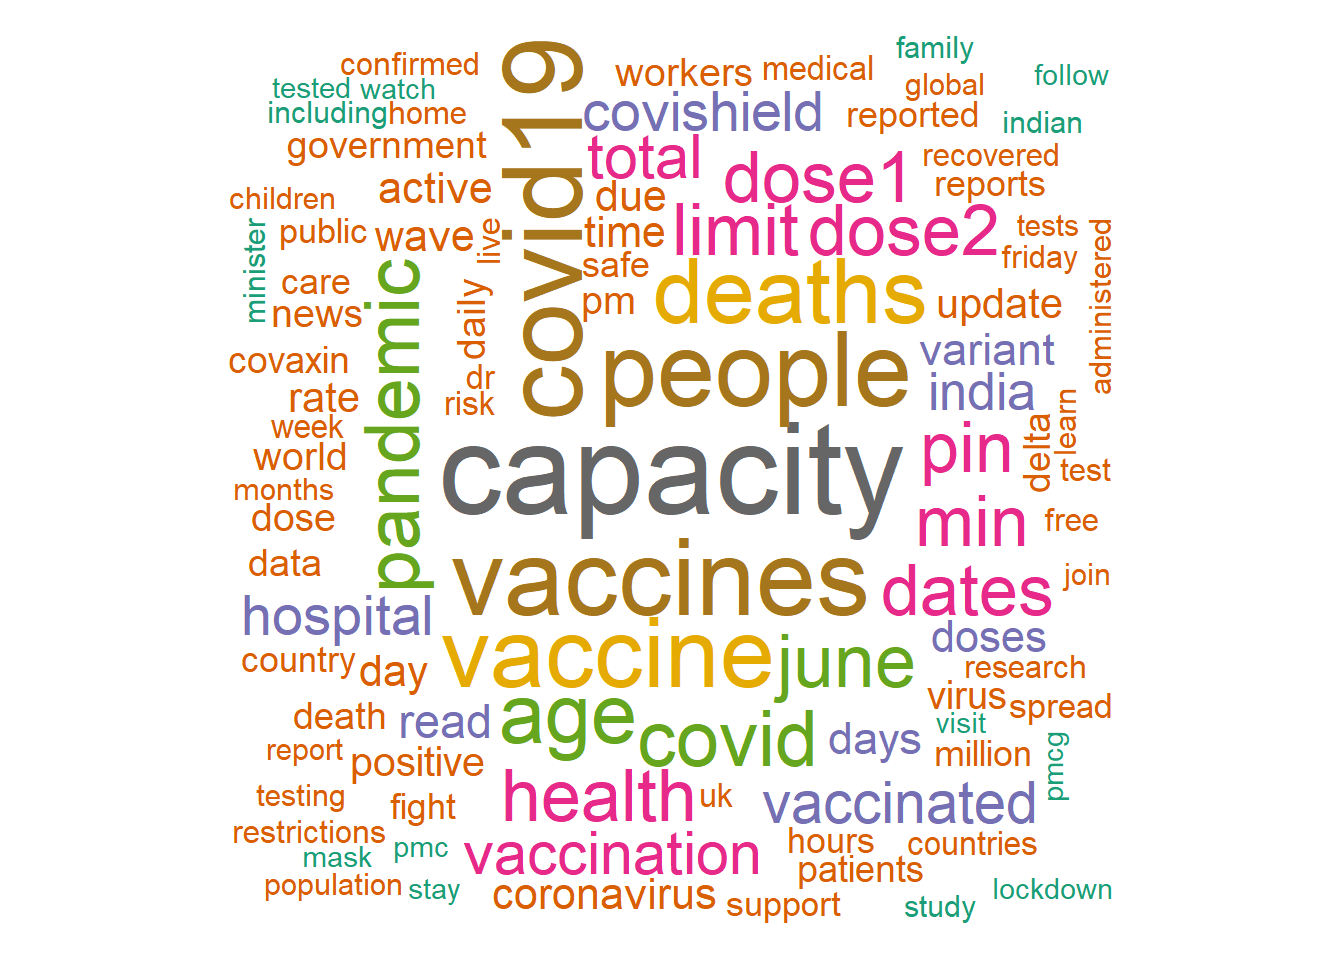 covid19
family
confirmed
workers
medical
follow
tested
watch
global
including
home
covishield
reported
indian
government
total
dose1
recovered
children
active
due
reports
public
wave
live
time
limit
dose2
tests
minister
safe
friday
administered
care
pandemic
daily
pm
deaths
update
news
covaxin
dr
people
variant
rate
risk
india
week
learn
world
capacity
pin
delta
test
months
dose
min
free
data
vaccines
dates
join
hospital
vaccine
june
doses
country
day
research
death
read
age
covid
days
virus
spread
visit
report
positive
million
pmcg
testing
fight
health
uk
vaccinated
restrictions
mask
pmc
vaccination
hours
countries
population
stay
coronavirus
support
patients
study
lockdown